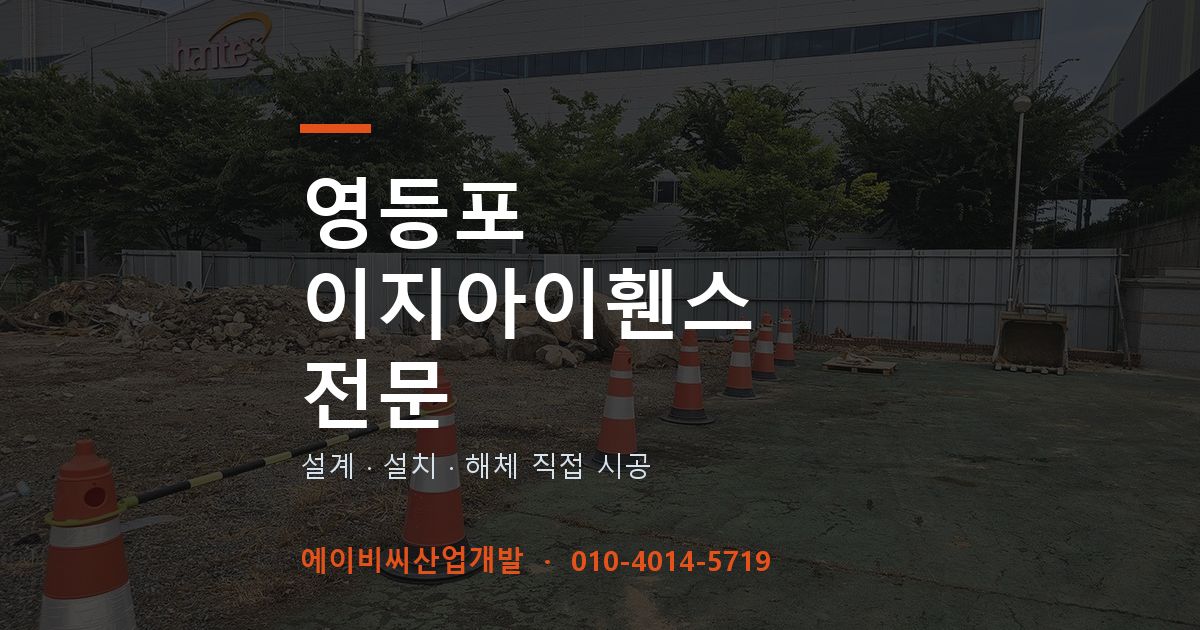 hantes
영등포
이지아이휀스
전문
설계 · 설치 · 해체 직접 시공
에이비씨산업개발 · 010-4014-5719